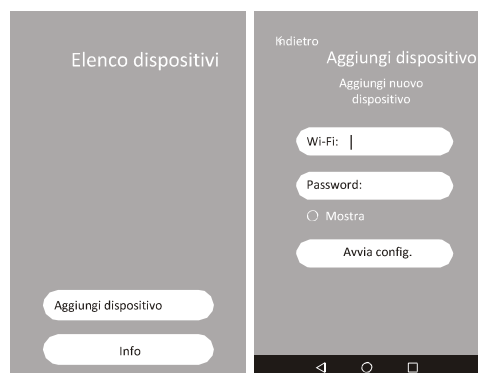 Elenco dispositivi
Aggiungi dispositivo
Info
Indietro
Aggiungi dispositivo
Aggiungi nuovo
dispositivo
Wi-Fi:
Password:
Mostra
Avvia config.